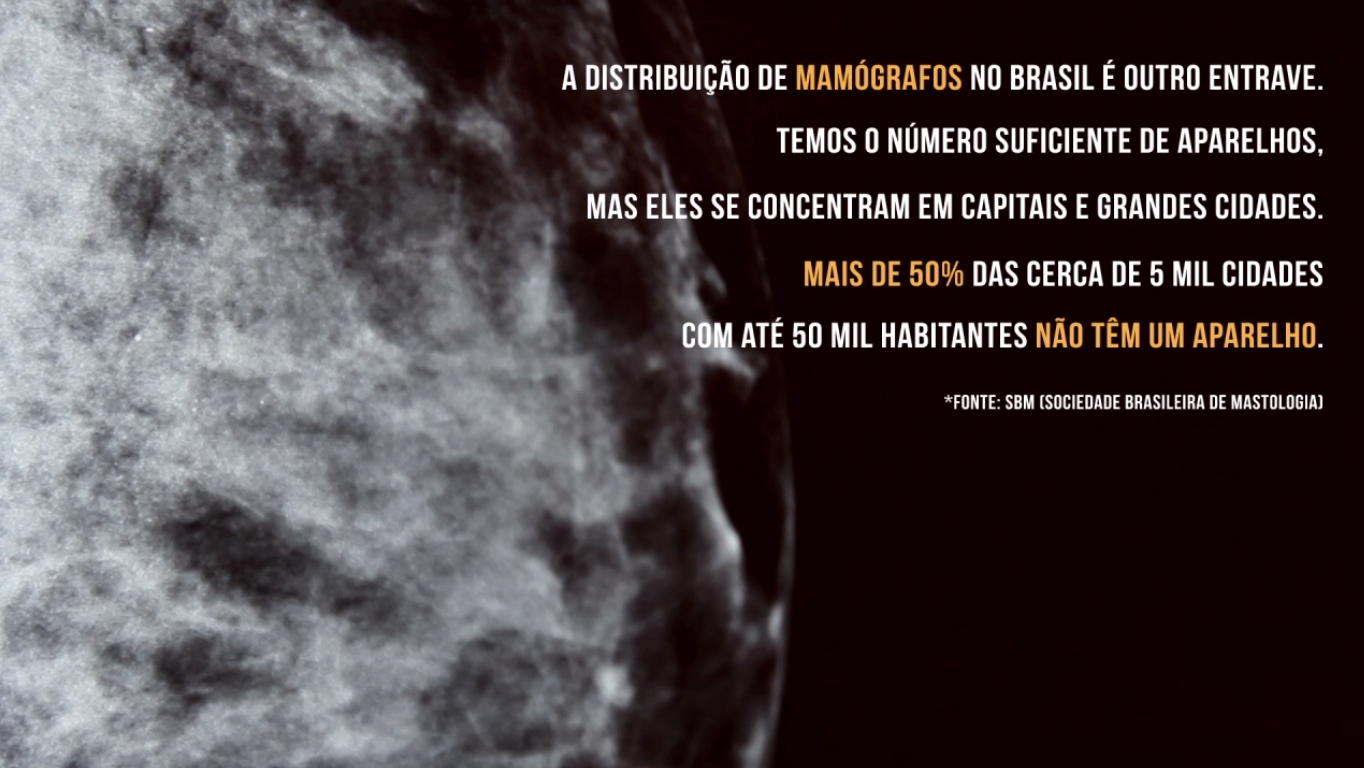 A DISTRIBUIÇÃO DE MAMÓGRAFOS NO BRASIL É OUTRO ENTRAVE.
TEMOS O NÚMERO SUFICIENTE DE APARELHOS,
MAS ELES SE CONCENTRAM EM CAPITAIS E GRANDES CIDADES.
MAIS DE 50% DAS CERCA DE 5 MIL CIDADES
COM ATÉ 50 MIL HABITANTES NÃO TÊM UM APARELHO.
*FONTE: SBM (SOCIEDADE BRASILEIRA DE MASTOLOGIA)